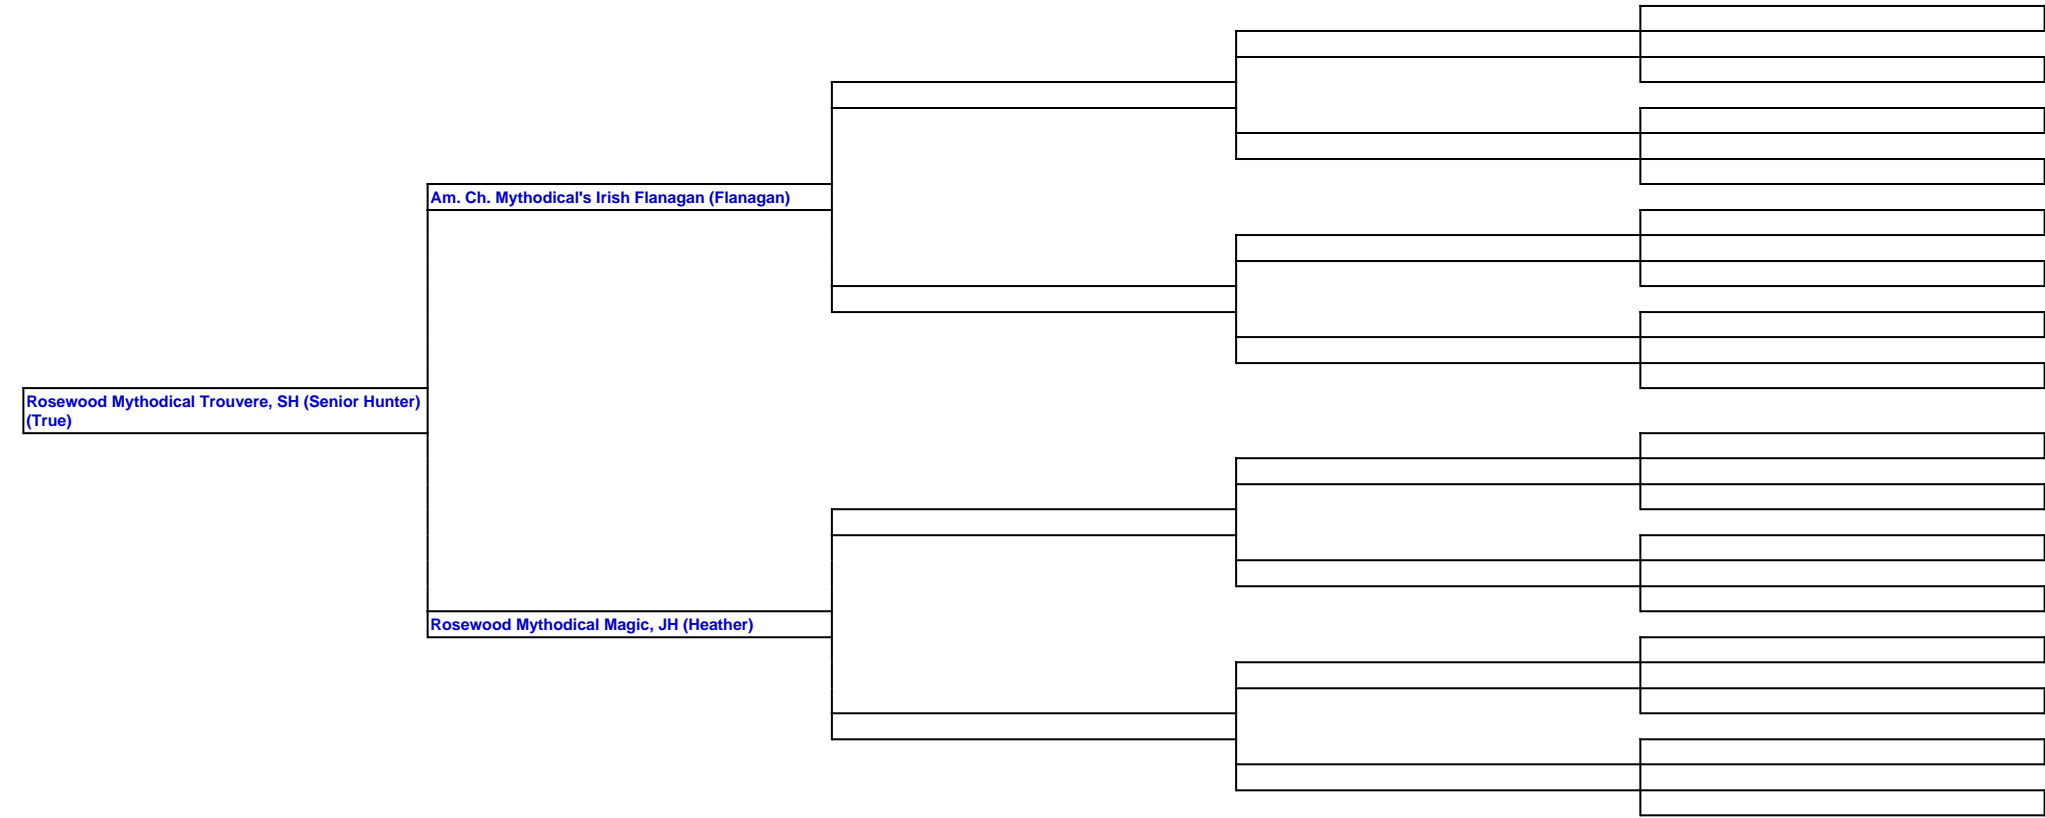 Am. Ch. Mythodical's Irish Flanagan (Flanagan)
Rosewood Mythodical Trouvere, SH (Senior Hunter)
(True)
Rosewood Mythodical Magic, JH (Heather)